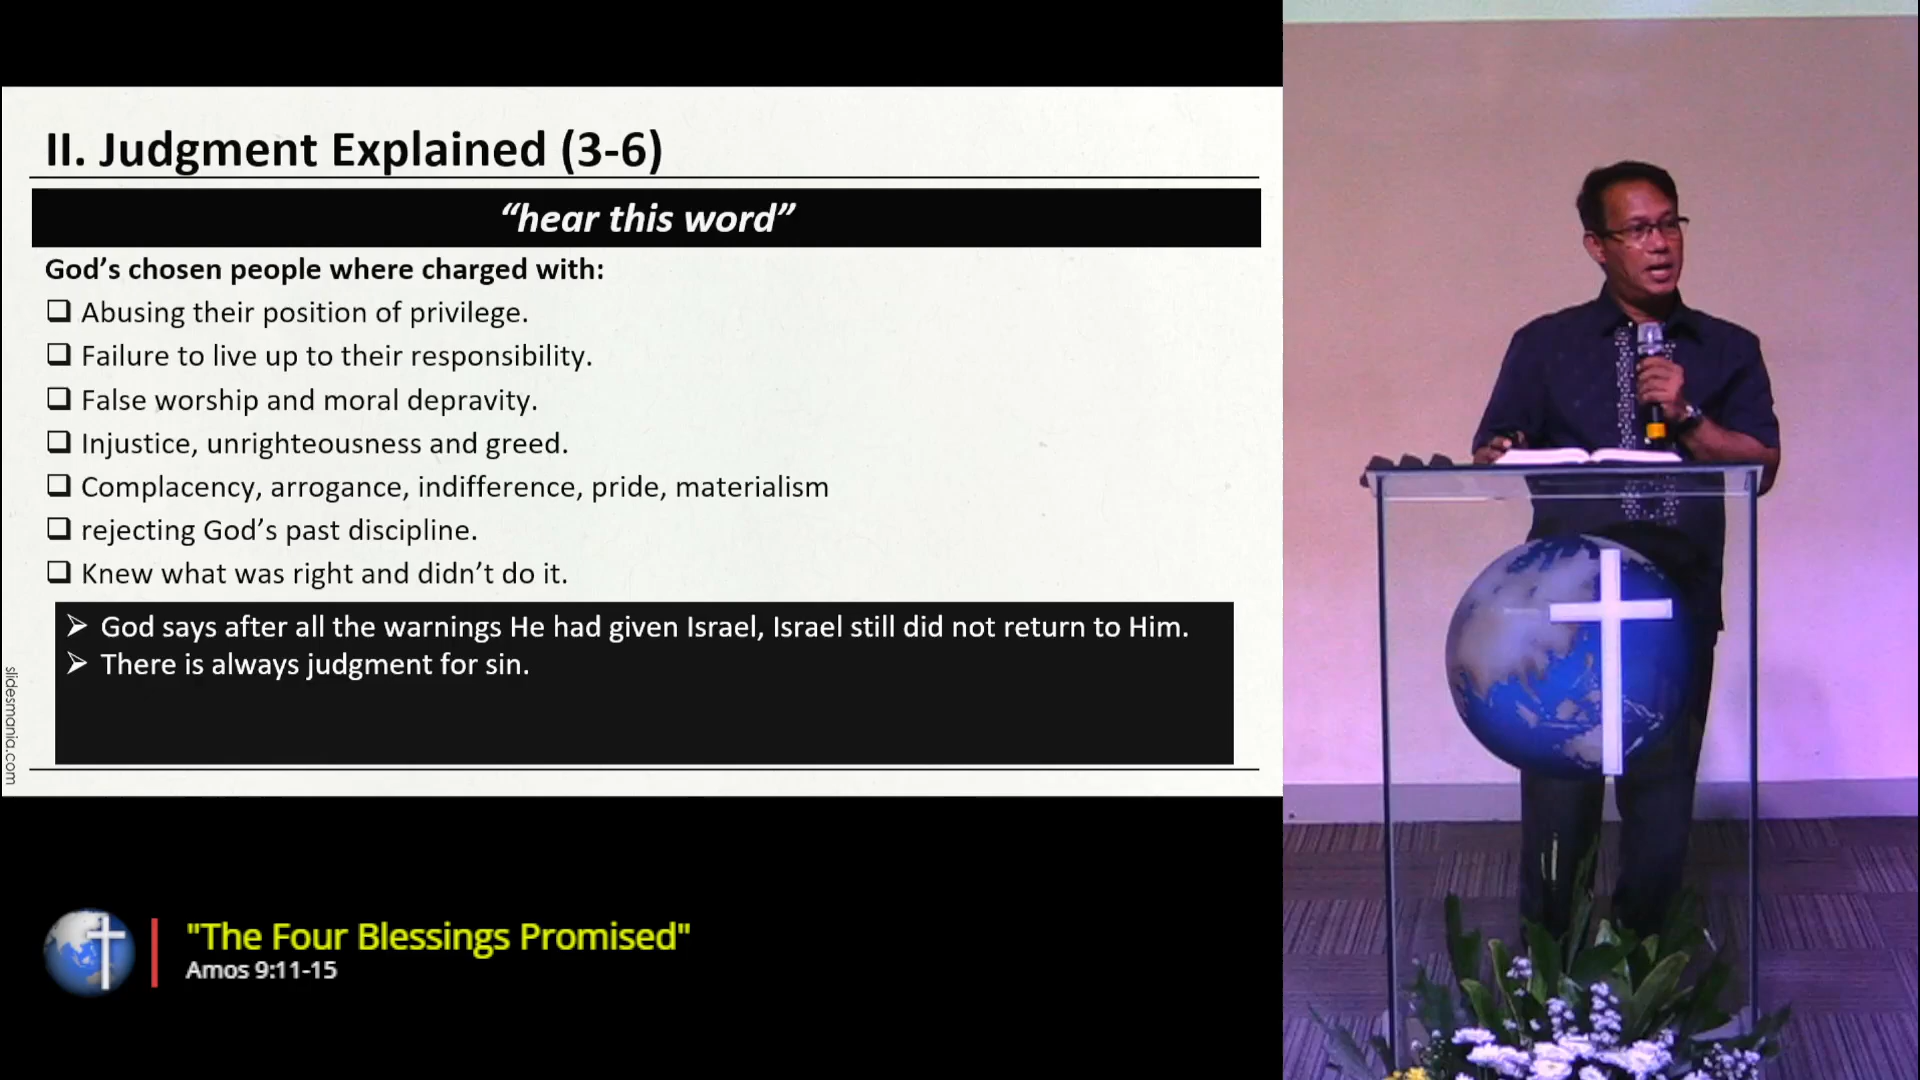 II. Judgment Explained (3-6)
“hear this word”
God’s chosen people where charged with:
❑ Abusing their position of privilege.
❑ Failure to live up to their responsibility.
❑ False worship and moral depravity.
❑ Injustice, unrighteousness and greed.
❑ Complacency, arrogance, indifference, pride, materialism
❑ rejecting God’s past discipline.
❑ Knew what was right and didn’t do it.
➢ God says after all the warnings He had given Israel, Israel still did not return to Him.
➢ There is always judgment for sin.
slidesmania.com
"The Four Blessings Promised"
Amos 9:11-15